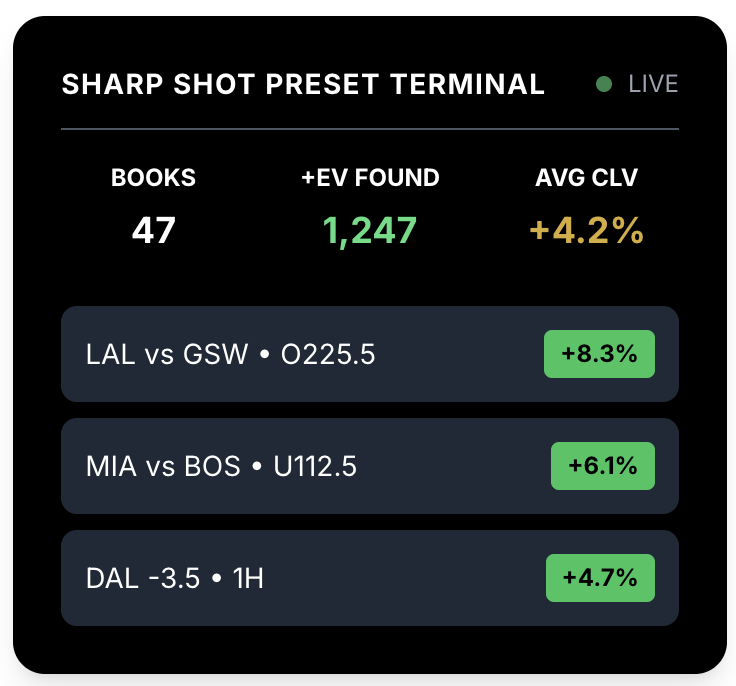 SHARP SHOT PRESET TERMINAL
LIVE
BOOKS
+EV FOUND
AVG CLV
47
1,247
+4.2%
LAL vs GSW • O225.5
+8.3%
MIA vs BOS • U112.5
+6.1%
DAL -3.5 • 1H
+4.7%